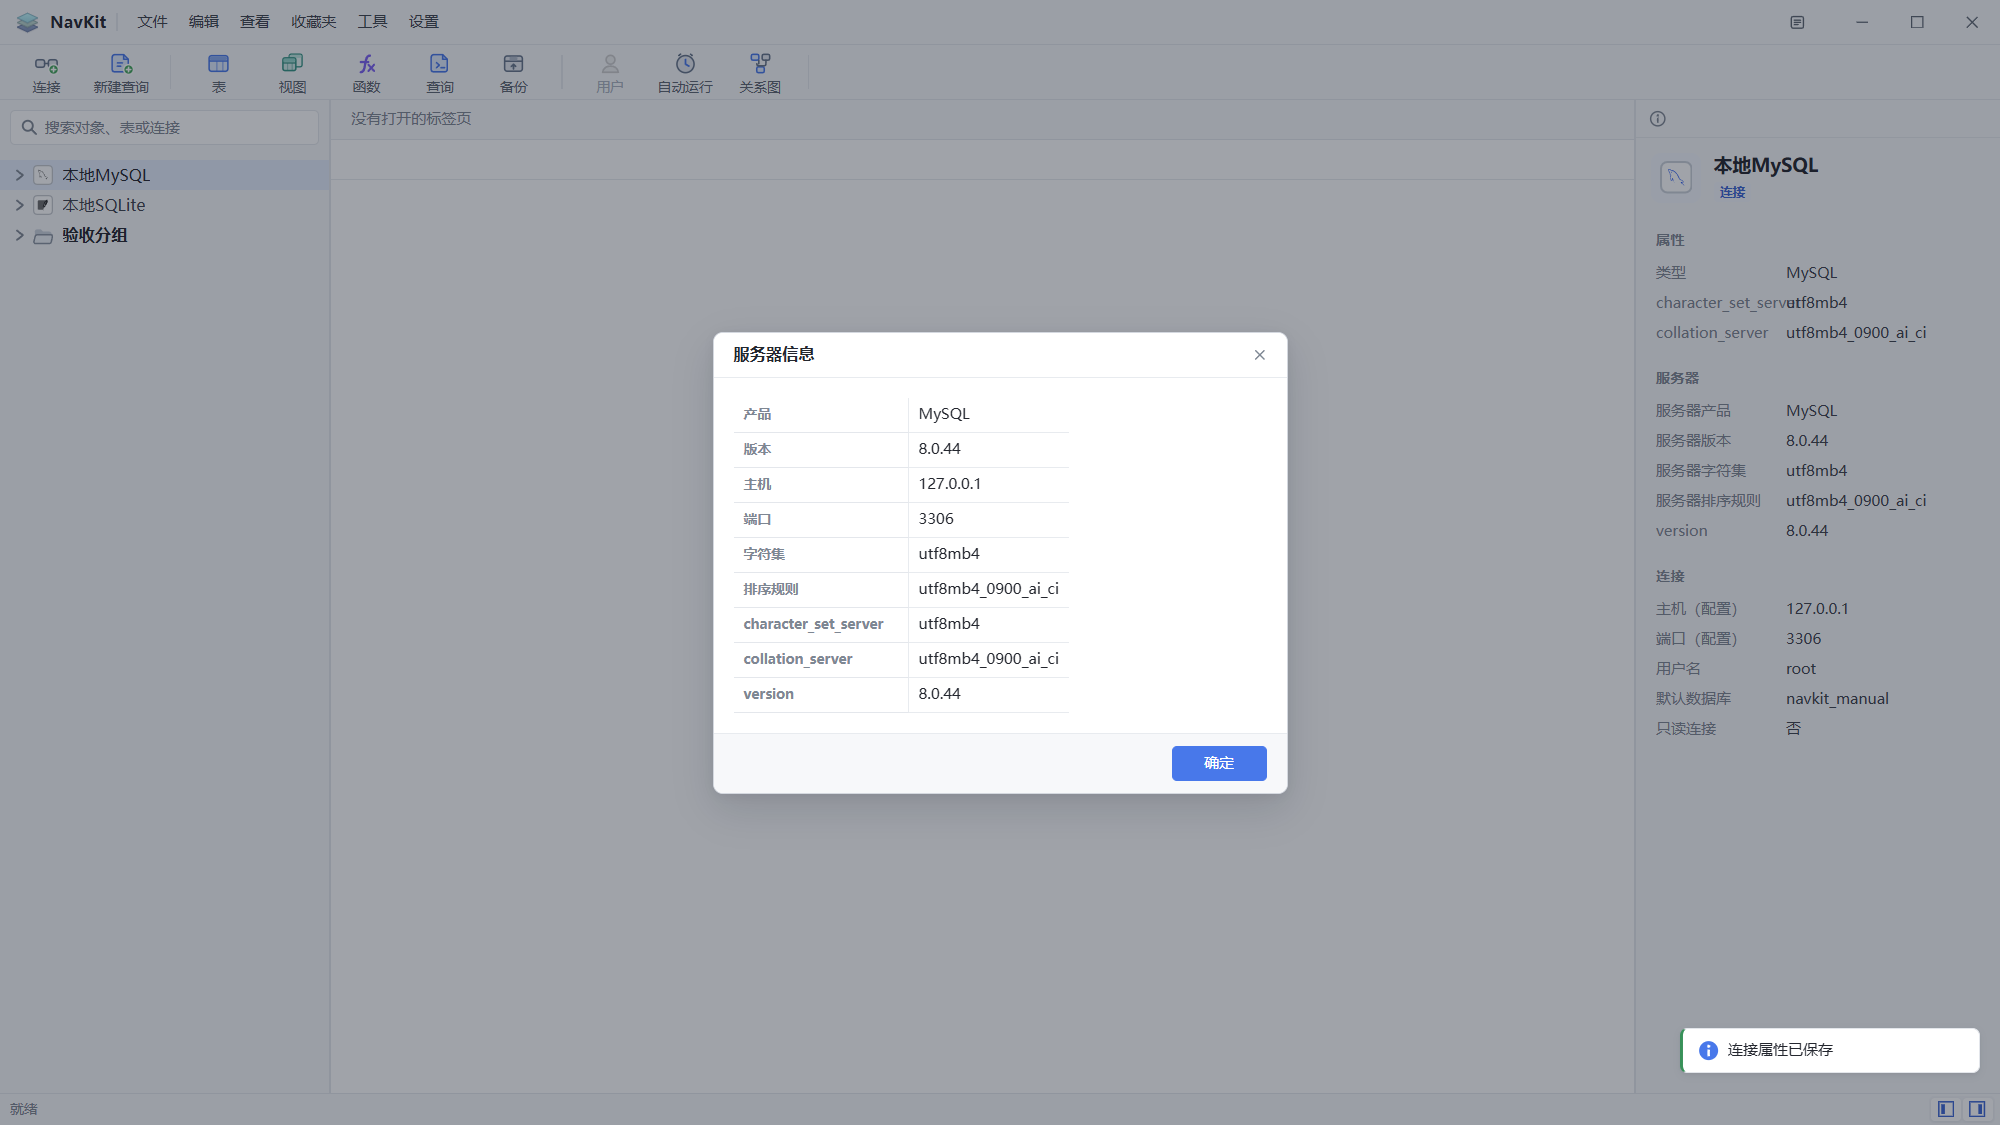 NavKit 文件 编辑 查看 收藏夹 工具 设置
连接 新建查询 表 视图 函数 查询 备份 用户 自动运行 关系图
搜索对象、表或连接
没有打开的标签页
本地MySQL
本地SQLite
验收分组
服务器信息
产品 MySQL
版本 8.0.44
主机 127.0.0.1
端口 3306
字符集 utf8mb4
排序规则 utf8mb4_0900_ai_ci
character_set_server utf8mb4
collation_server utf8mb4_0900_ai_ci
version 8.0.44
确定
本地MySQL
连接
属性
类型 MySQL
character_set_server utf8mb4
collation_server utf8mb4_0900_ai_ci
服务器
服务器产品 MySQL
服务器版本 8.0.44
服务器字符集 utf8mb4
服务器排序规则 utf8mb4_0900_ai_ci
version 8.0.44
连接
主机（配置） 127.0.0.1
端口（配置） 3306
用户名 root
默认数据库 navkit_manual
只读连接 否
连接属性已保存
就绪